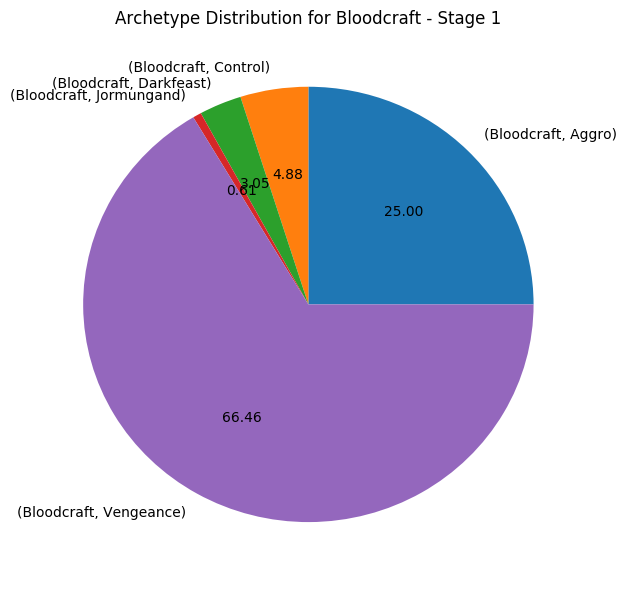 Archetype Distribution for Bloodcraft - Stage 1
(Bloodcraft, Control)
(Bloodcraft, Darkfeast)
(Bloodcraft, Jormungand)
(Bloodcraft, Aggro)
4.88
3.05
0.61
25.00
66.46
(Bloodcraft, Vengeance)